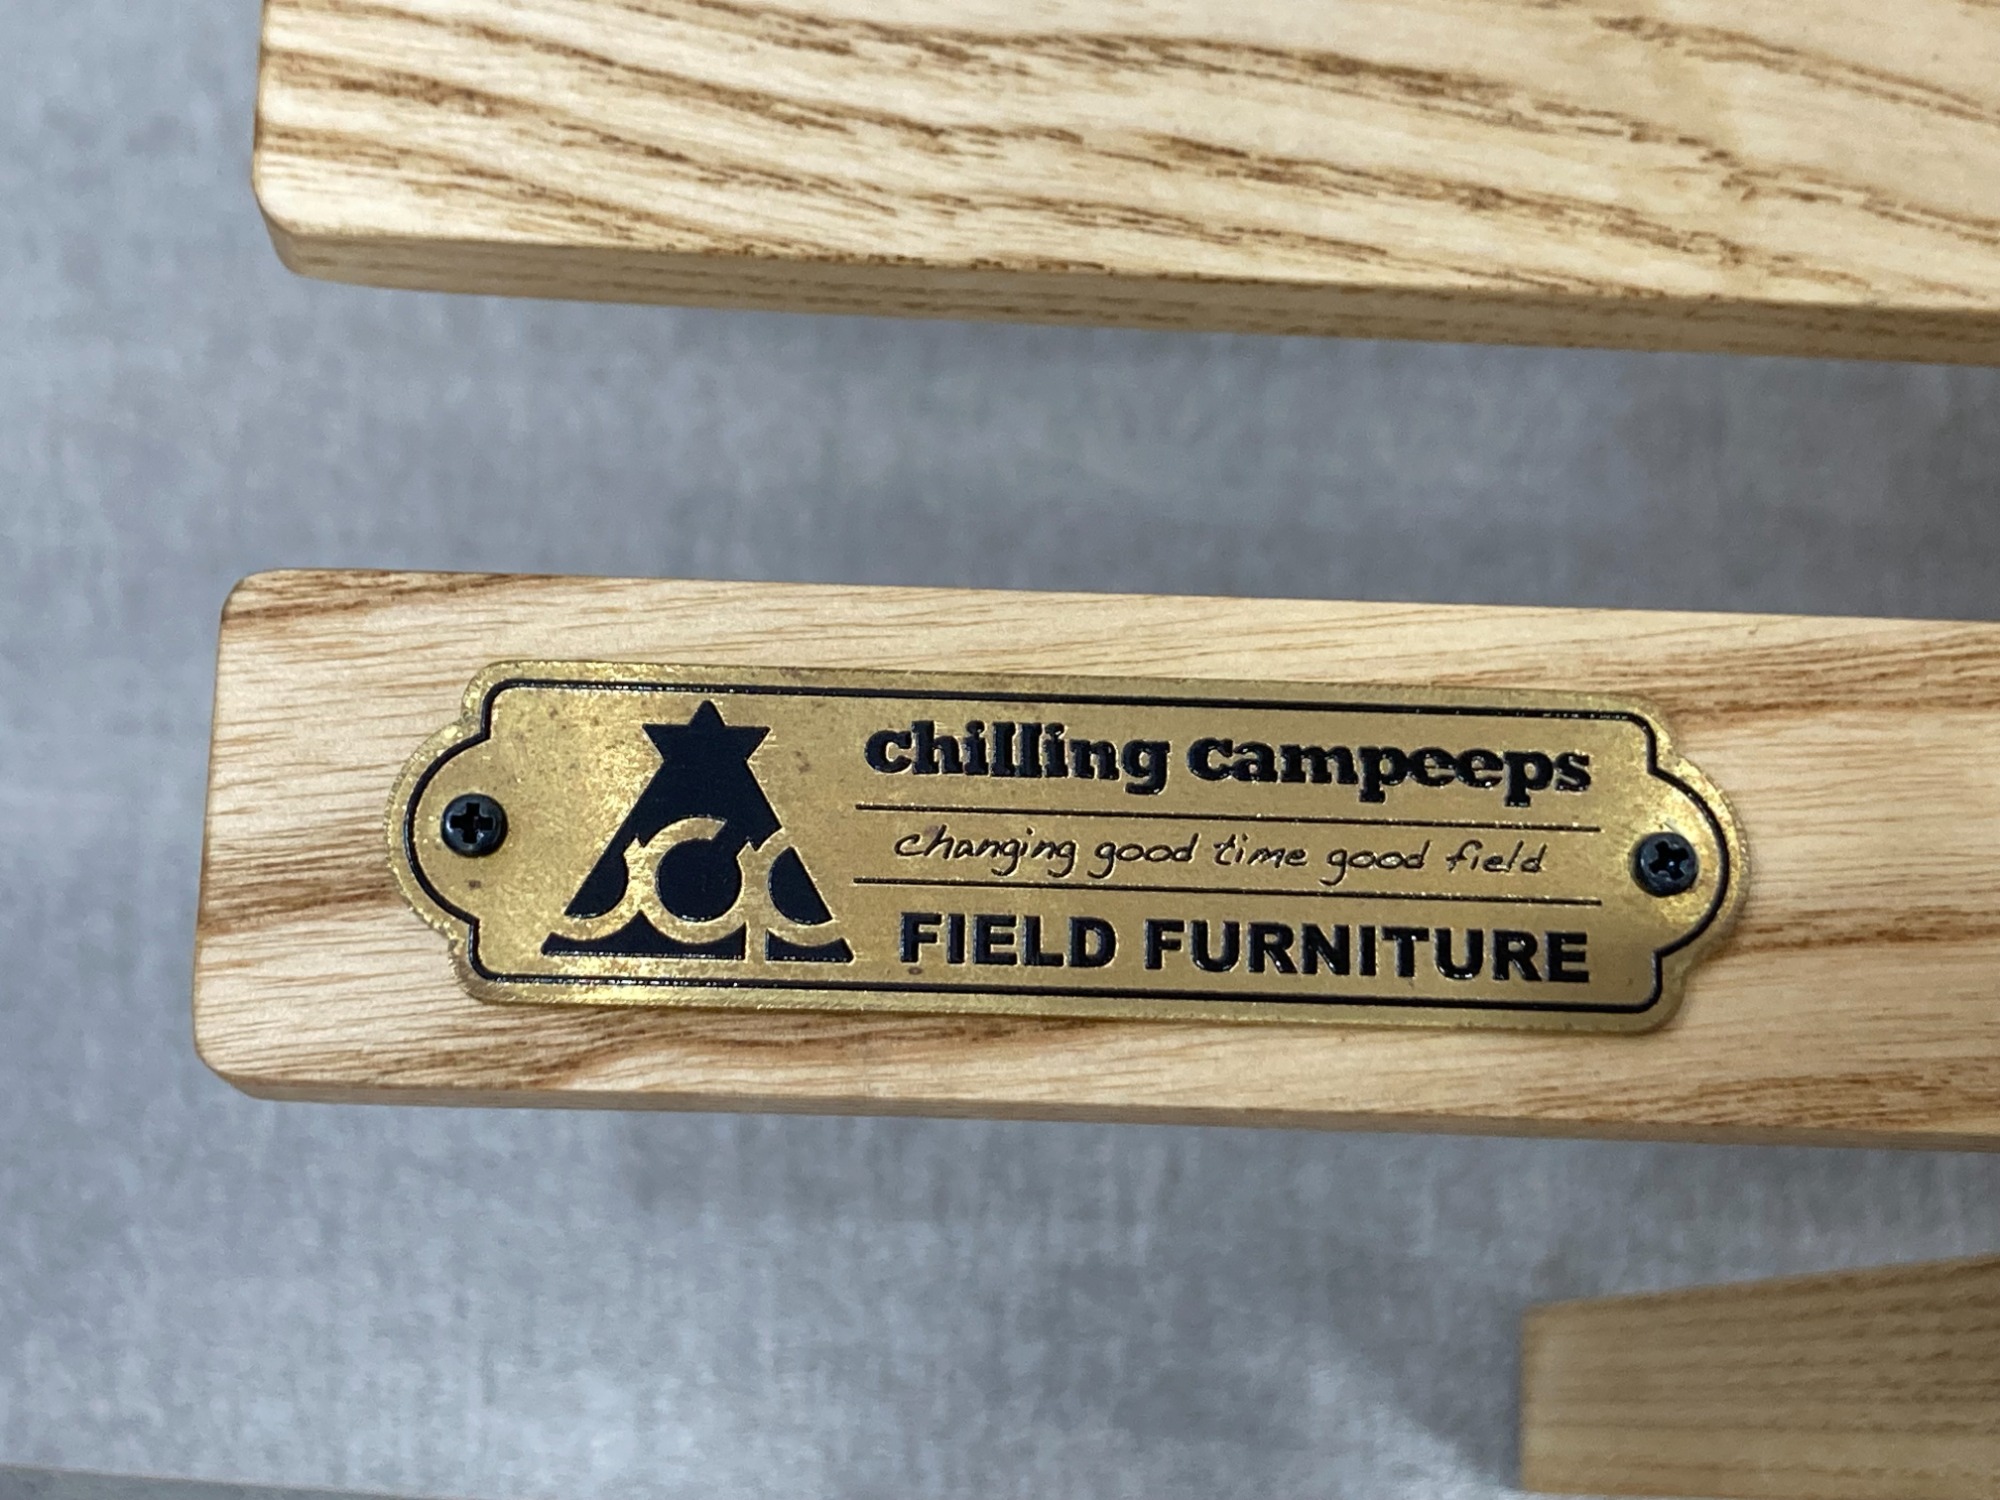 chilling campeeps
changing good time good field
FIELD FURNITURE